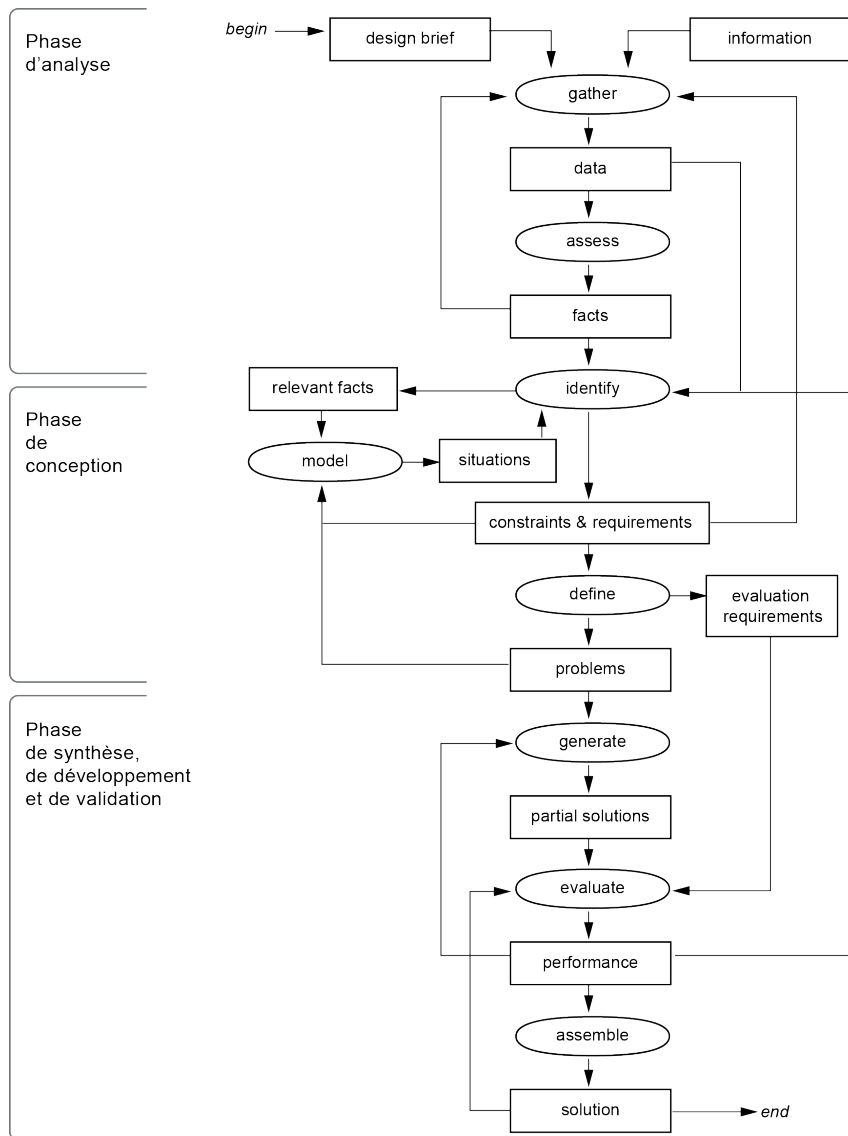 Phase
d'analyse
begin
design brief
information
gather
data
assess
facts
Phase
de
conception
relevant facts
identify
model
situations
constraints & requirements
define
evaluation
requirements
problems
Phase
de synthèse,
de développement
et de validation
generate
partial solutions
evaluate
performance
assemble
solution
end